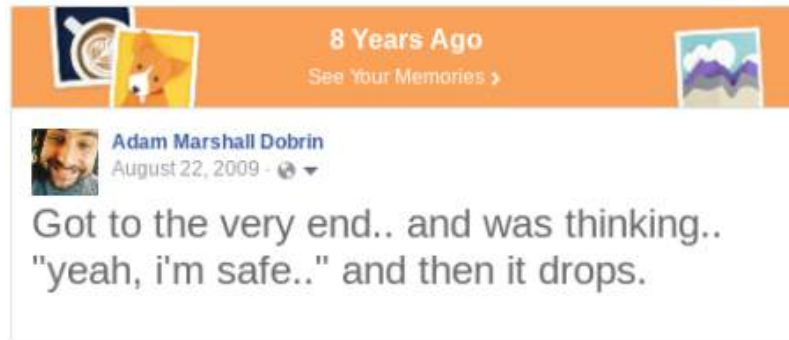 8 Years Ago
See Your Memories ›
Adam Marshall Dobrin
August 22, 2009 ·
Got to the very end.. and was thinking..
"yeah, i'm safe.." and then it drops.